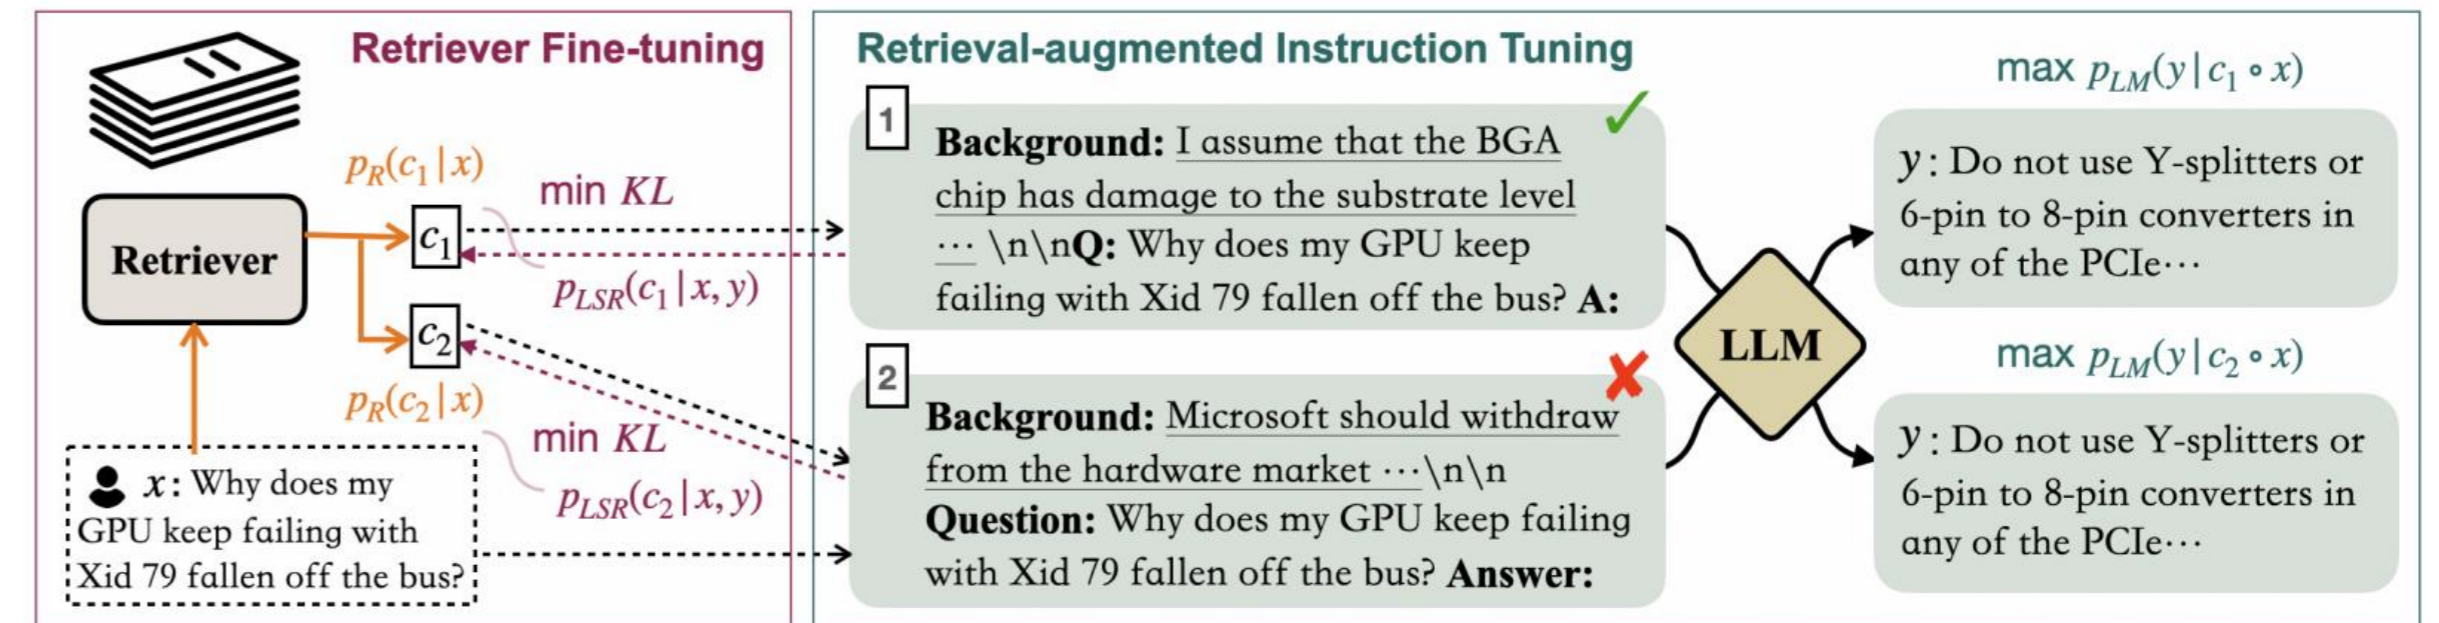 Retriever Fine-tuning
p_R(c_1|x)
min KL
Retriever
c_1
p_LSR(c_1|x, y)
c_2
p_R(c_2|x)
min KL
p_LSR(c_2|x, y)
x: Why does my
GPU keep failing with
Xid 79 fallen off the bus?
Retrieval-augmented Instruction Tuning
1
Background: I assume that the BGA
chip has damage to the substrate level
··· \n\nQ: Why does my GPU keep
failing with Xid 79 fallen off the bus? A:
2
Background: Microsoft should withdraw
from the hardware market ···\n\n
Question: Why does my GPU keep failing
with Xid 79 fallen off the bus? Answer:
LLM
max p_LM(y|c_1 ∘ x)
y: Do not use Y-splitters or
6-pin to 8-pin converters in
any of the PCIe···
max p_LM(y|c_2 ∘ x)
y: Do not use Y-splitters or
6-pin to 8-pin converters in
any of the PCIe···